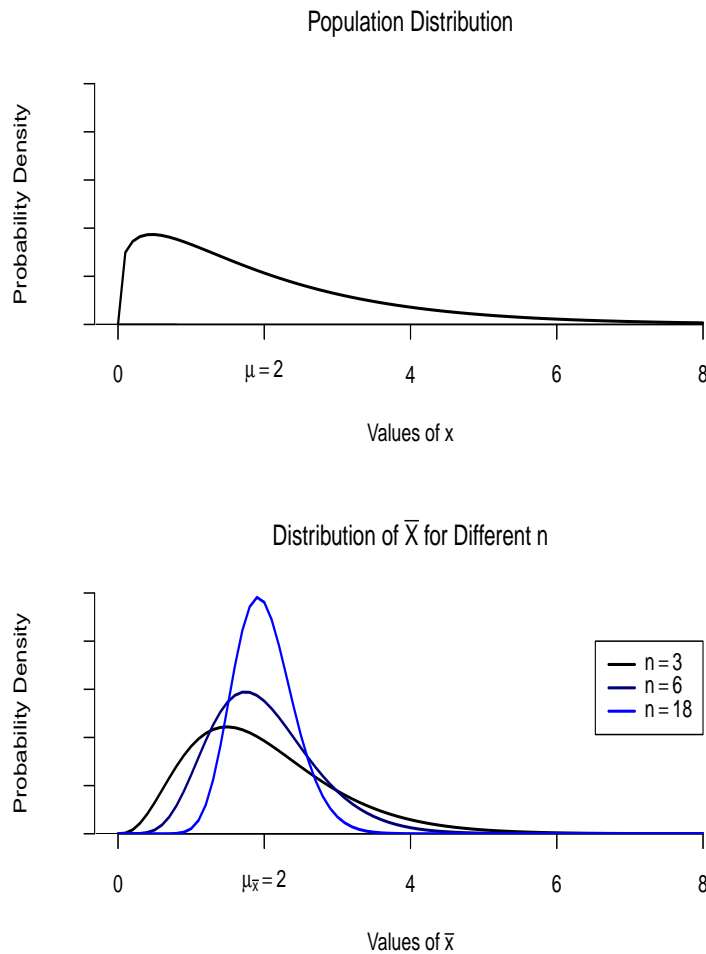 Population Distribution
Probability Density
0
μ = 2
4
6
8
Values of x
Distribution of X̅ for Different n
Probability Density
n = 3
n = 6
n = 18
0
μx̅ = 2
4
6
8
Values of x̅